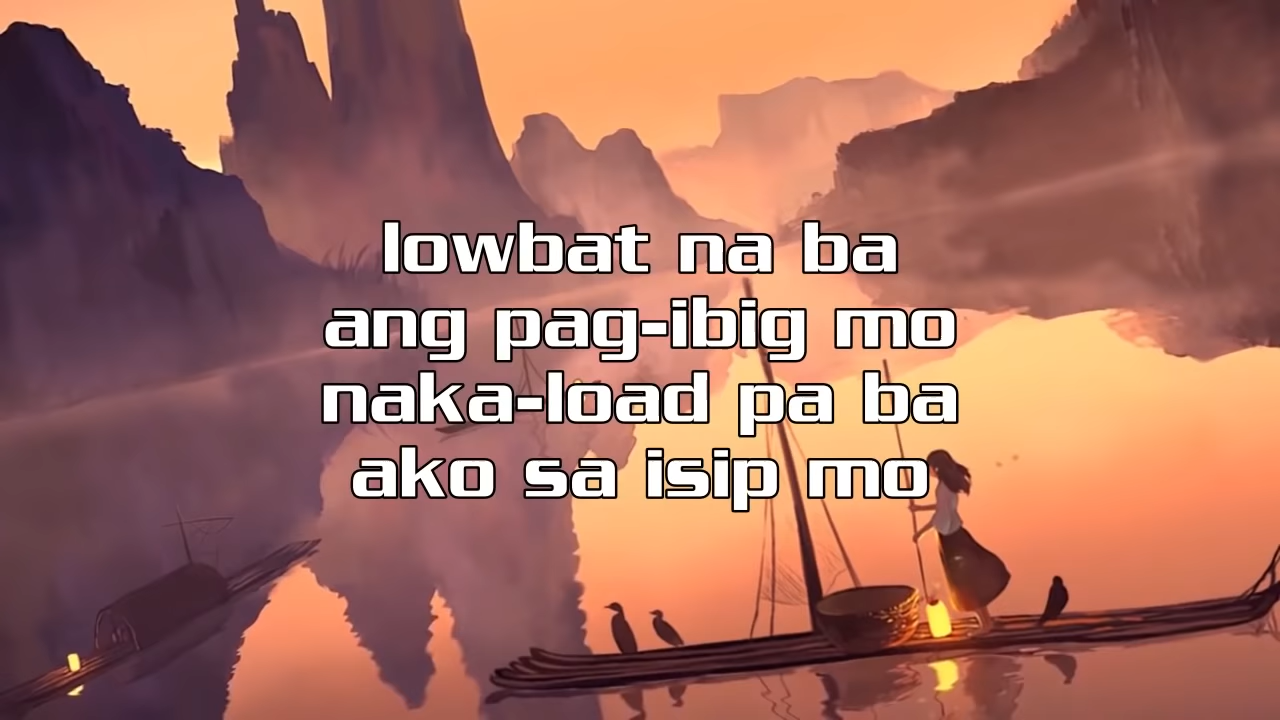 lowbat na ba
ang pag-ibig mo
naka-load pa ba
ako sa isip mo